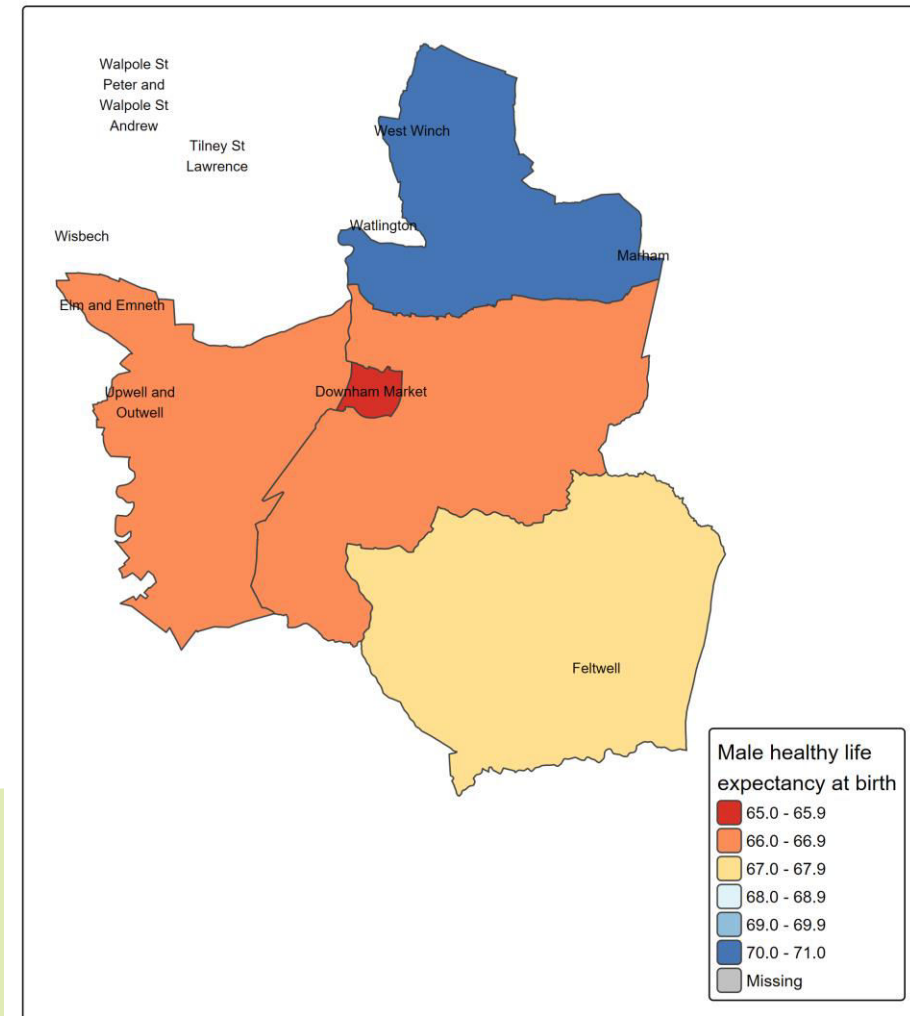 Walpole St
Peter and
Walpole St
Andrew
Tilney St
Lawrence
West Winch
Watlington
Wisbech
Marham
Elm and Emneth
Upwell and
Outwell
Downham Market
Feltwell
Male healthy life
expectancy at birth
65.0 - 65.9
66.0 - 66.9
67.0 - 67.9
68.0 - 68.9
69.0 - 69.9
70.0 - 71.0
Missing